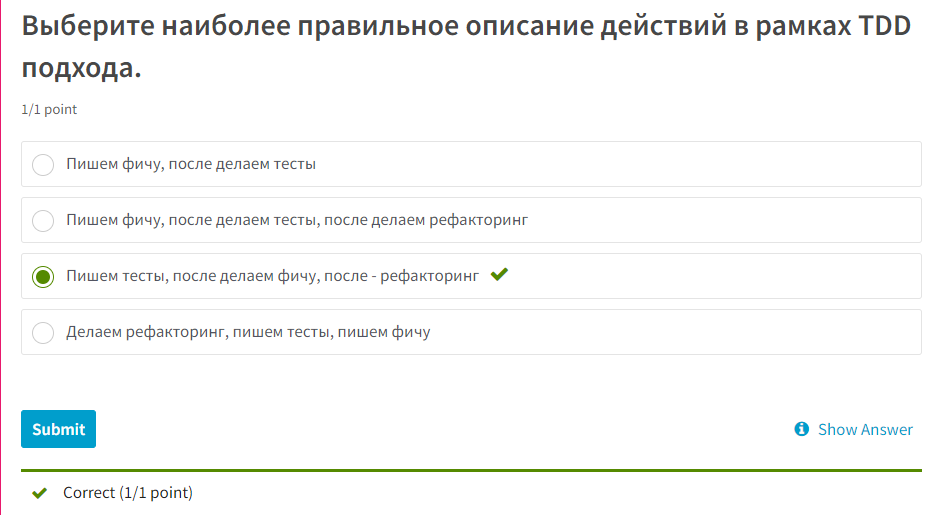 Выберите наиболее правильное описание действий в рамках TDD
подхода.
1/1 point
Пишем фичу, после делаем тесты
Пишем фичу, после делаем тесты, после делаем рефакторинг
Пишем тесты, после делаем фичу, после - рефакторинг
Делаем рефакторинг, пишем тесты, пишем фичу
Submit
Show Answer
Correct (1/1 point)